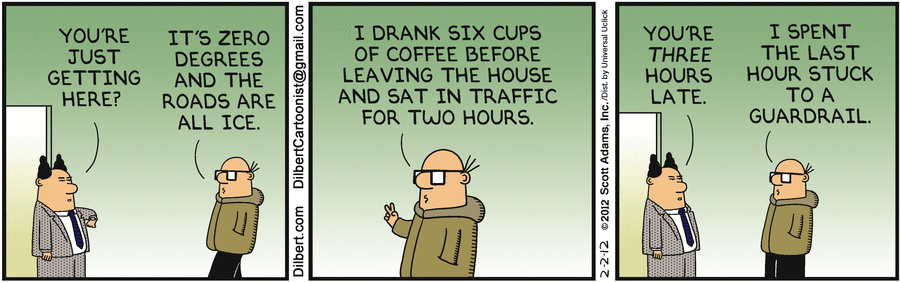 YOU'RE
JUST
GETTING
HERE?
IT'S ZERO
DEGREES
AND THE
ROADS ARE
ALL ICE.
Dilbert.com DilbertCartoonist@gmail.com
I DRANK SIX CUPS
OF COFFEE BEFORE
LEAVING THE HOUSE
AND SAT IN TRAFFIC
FOR TWO HOURS.
2-2-12 ©2012 Scott Adams, Inc./Dist. by Universal Uclick
YOU'RE
THREE
HOURS
LATE.
I SPENT
THE LAST
HOUR STUCK
TO A
GUARDRAIL.